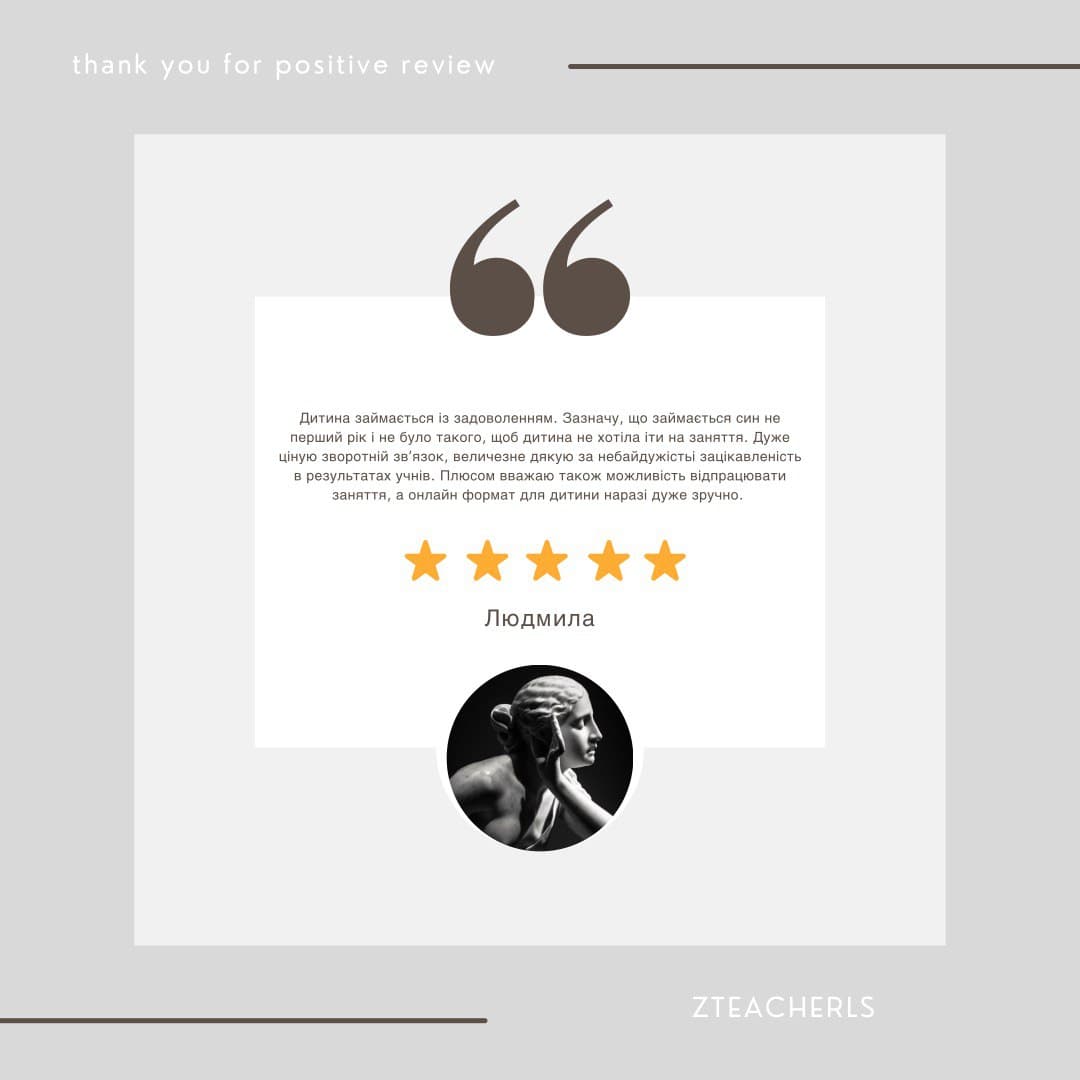 thank you for positive review
Дитина займається із задоволенням. Зазначу, що займається син не
перший рік і не було такого, щоб дитина не хотіла іти на заняття. Дуже
ціную зворотній зв’язок, величезне дякую за небайдужістьі зацікавленість
в результатах учнів. Плюсом вважаю також можливість відпрацювати
заняття, а онлайн формат для дитини наразі дуже зручно.
Людмила
ZTEACHERLS